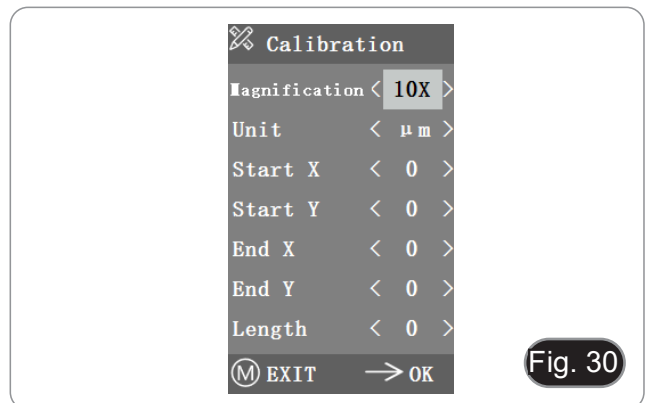 Calibration
Magnification < 10X >
Unit < μm >
Start X < 0 >
Start Y < 0 >
End X < 0 >
End Y < 0 >
Length < 0 >
M EXIT → OK
Fig. 30